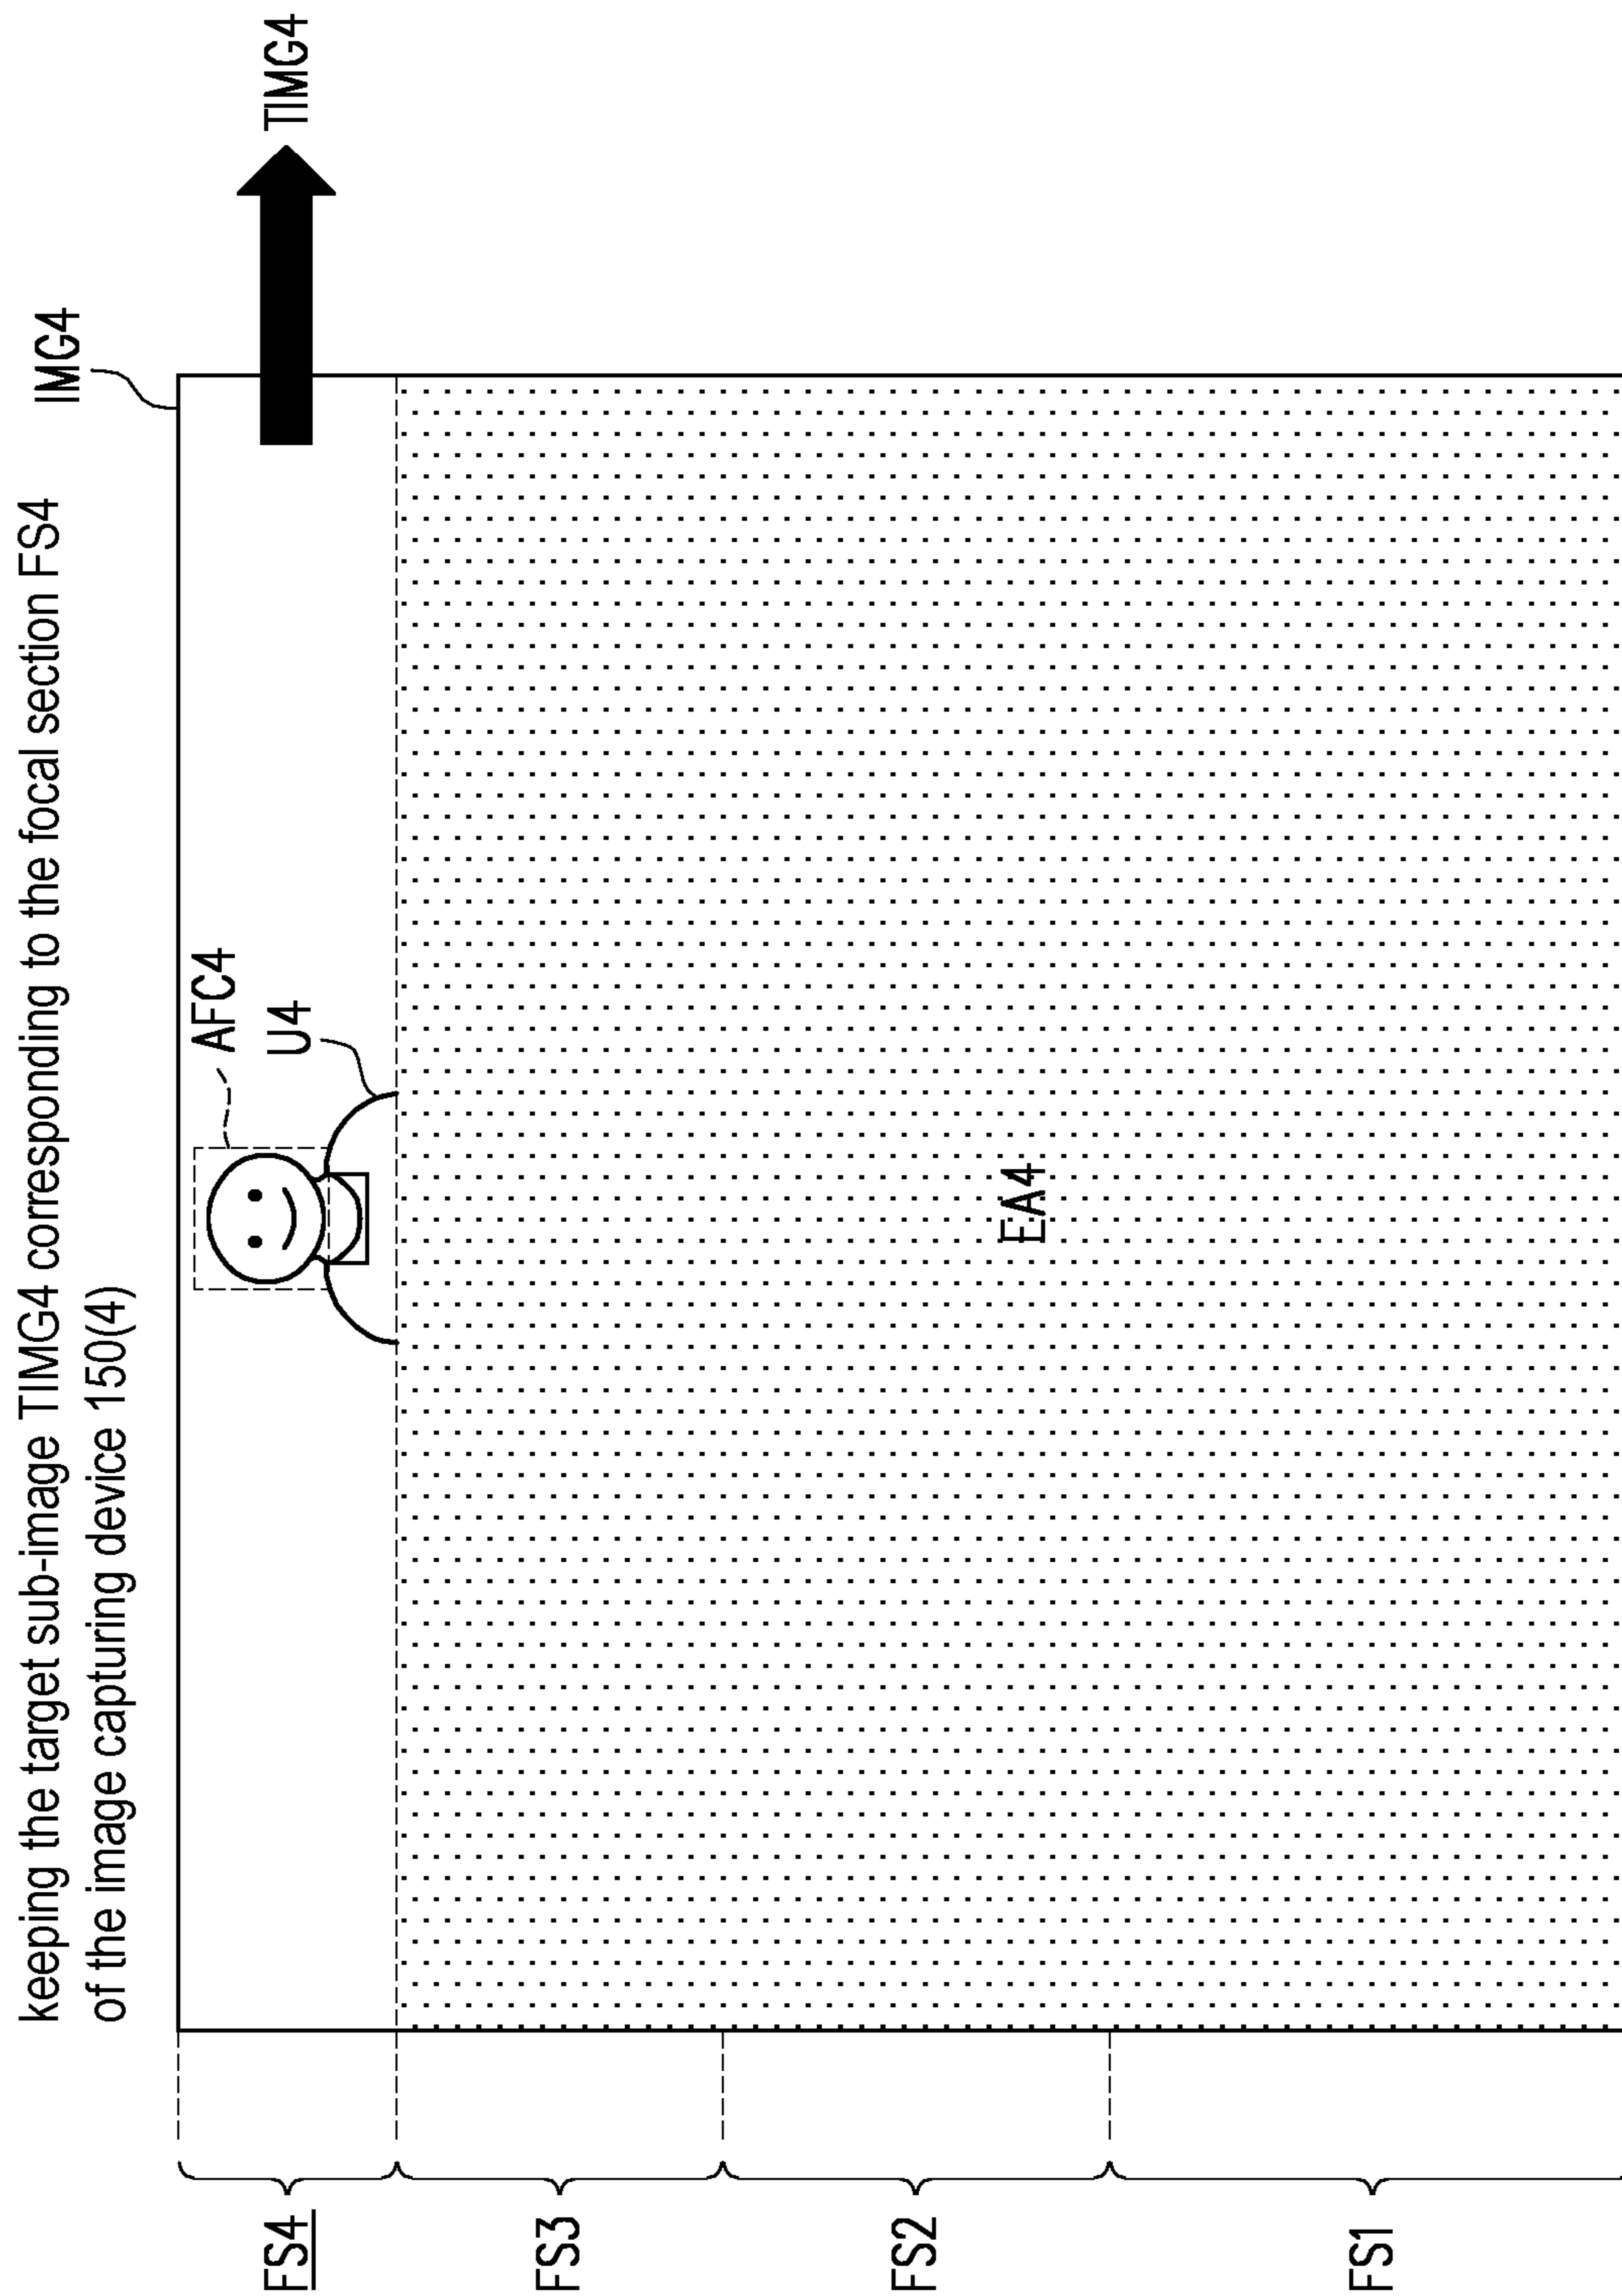 keeping the target sub-image TIMG4 corresponding to the focal section FS4
of the image capturing device 150(4)
IMG4
TIMG4
AFC4
U4
EA4
FS4
FS3
FS2
FS1